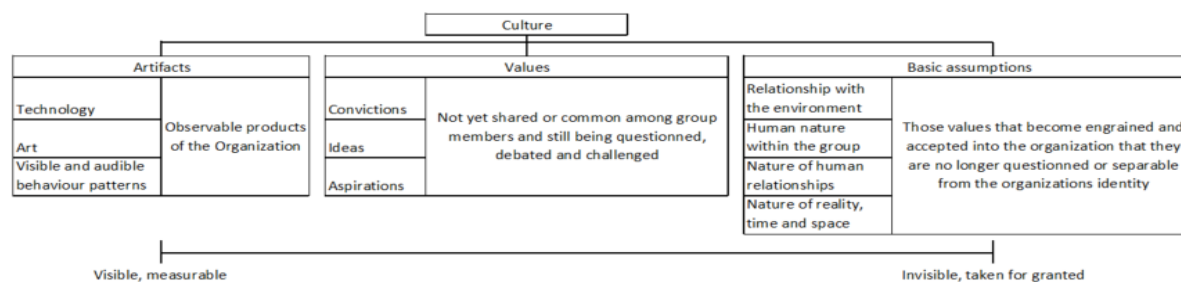 Culture
Artifacts
Technology
Art
Visible and audible
behaviour patterns
Observable products
of the Organization
Values
Convictions
Ideas
Aspirations
Not yet shared or common among group
members and still being questionned,
debated and challenged
Basic assumptions
Relationship with
the environment
Human nature
within the group
Nature of human
relationships
Nature of reality,
time and space
Those values that become engrained and
accepted into the organization that they
are no longer questionned or separable
from the organizations identity
Visible, measurable
Invisible, taken for granted